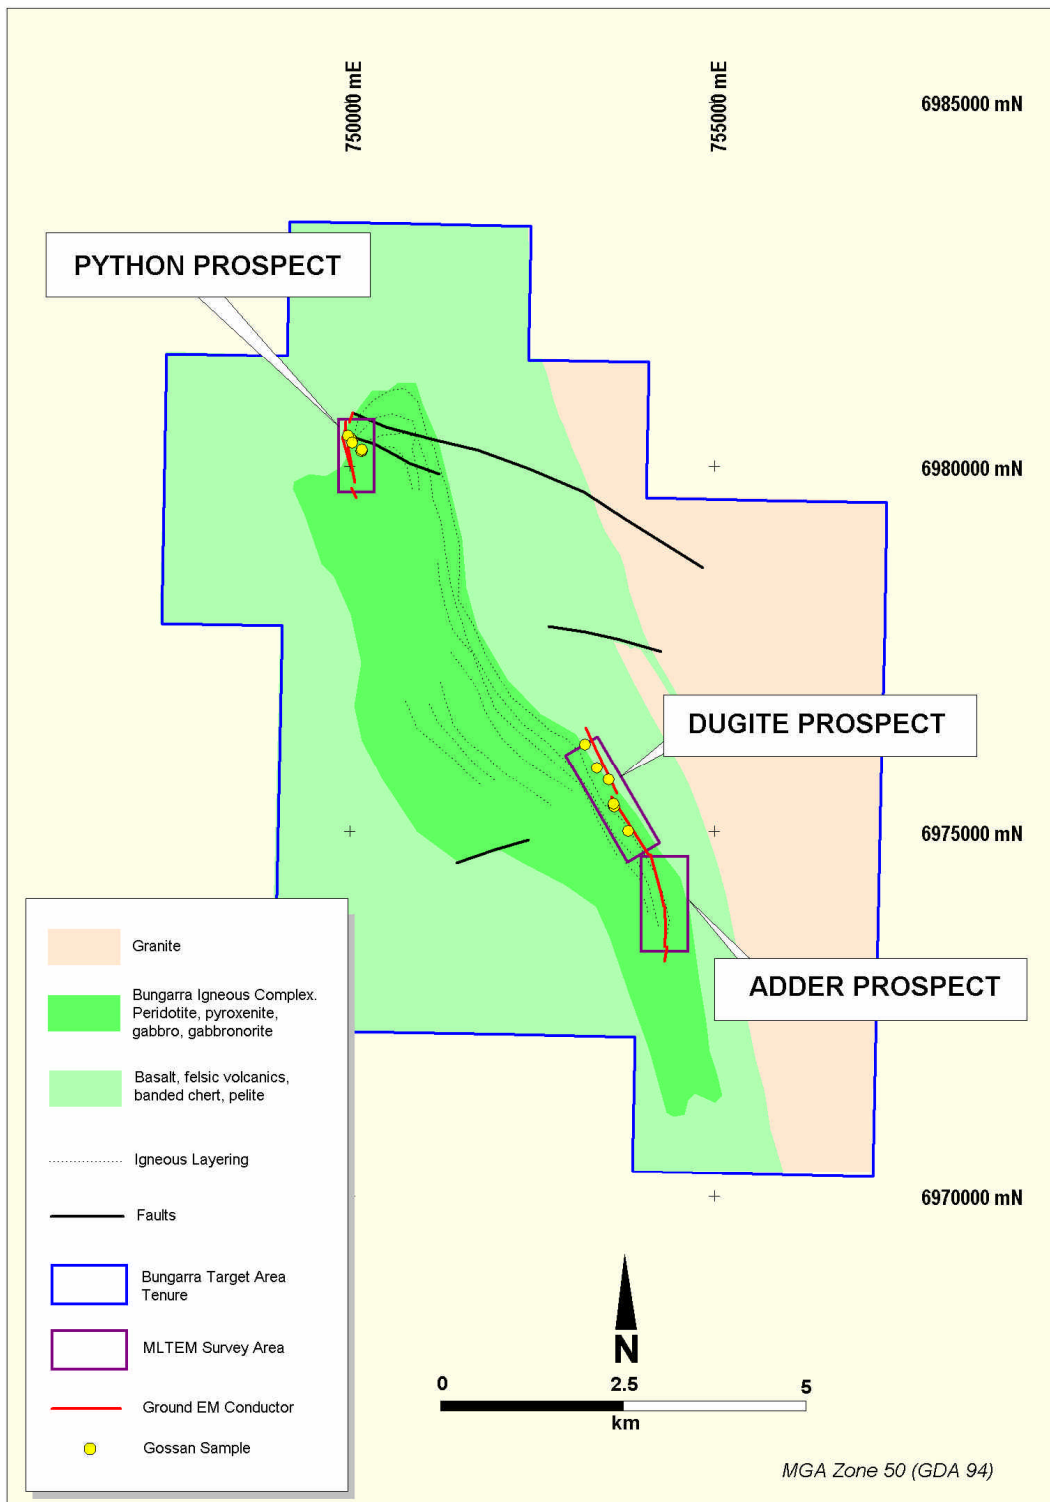 750000 mE
755000 mE
6985000 mN
PYTHON PROSPECT
6980000 mN
DUGITE PROSPECT
6975000 mN
ADDER PROSPECT
6970000 mN
Granite
Bungarra Igneous Complex.
Peridotite, pyroxenite,
gabbro, gabbronorite
Basalt, felsic volcanics,
banded chert, pelite
Igneous Layering
Faults
Bungarra Target Area
Tenure
MLTEM Survey Area
Ground EM Conductor
Gossan Sample
N
0 2.5 5
km
MGA Zone 50 (GDA 94)